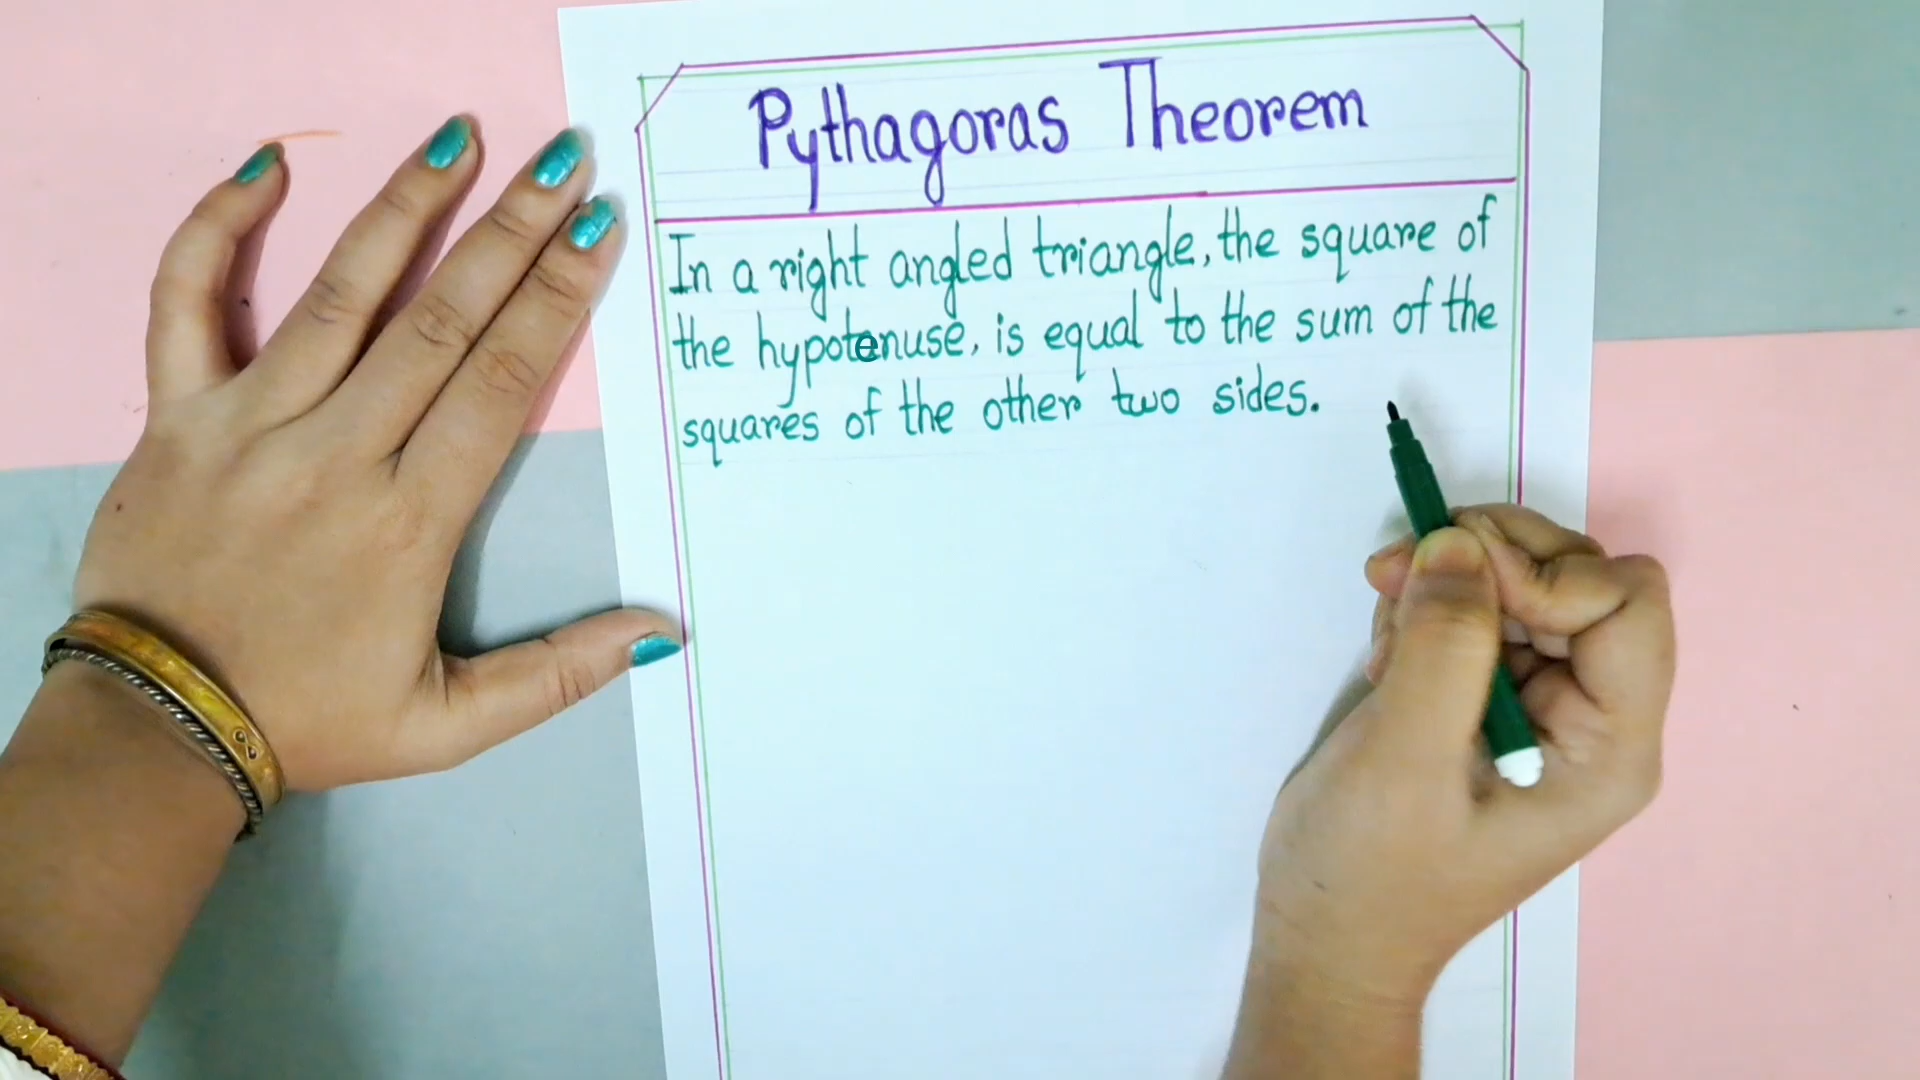 Pythagoras Theorem
In a right angled triangle, the square of
the hypotenuse, is equal to the sum of the
squares of the other two sides.